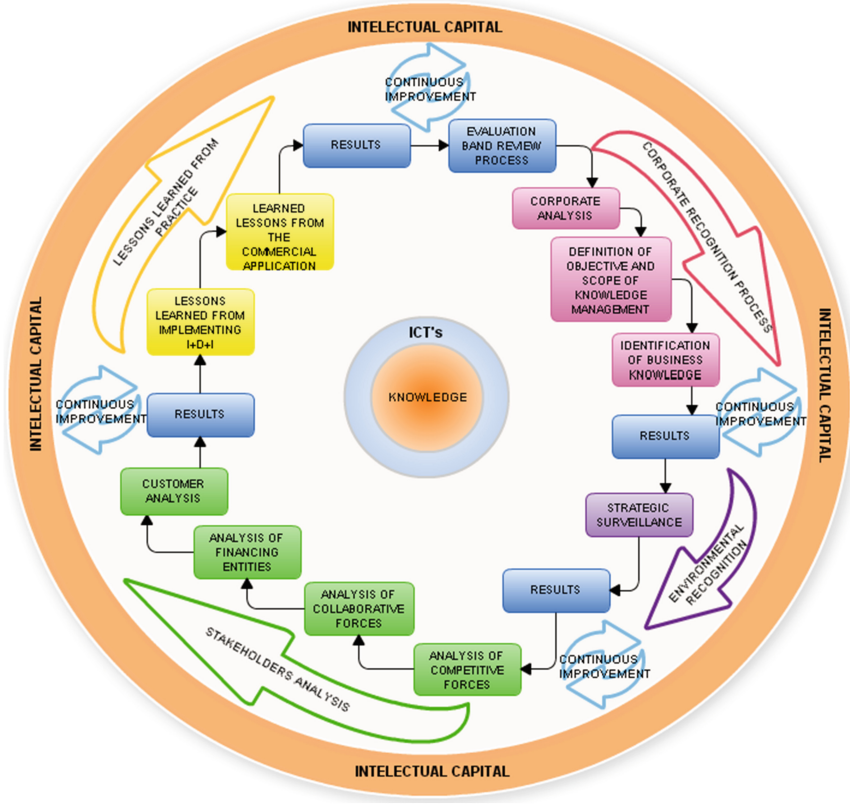 INTELECTUAL CAPITAL
CONTINUOUS
IMPROVEMENT
RESULTS
EVALUATION
BAND REVIEW
PROCESS
CORPORATE RECOGNITION PROCESS
CORPORATE
ANALYSIS
DEFINITION OF
OBJECTIVE AND
SCOPE OF
KNOWLEDGE
MANAGEMENT
IDENTIFICATION
OF BUSINESS
KNOWLEDGE
INTELECTUAL CAPITAL
CONTINUOUS
IMPROVEMENT
RESULTS
STRATEGIC
SURVEILLANCE
ENVIRONMENTAL
RECOGNITION
RESULTS
CONTINUOUS
IMPROVEMENT
ANALYSIS OF
COMPETITIVE
FORCES
STAKEHOLDERS ANALYSIS
ANALYSIS OF
COLLABORATIVE
FORCES
ANALYSIS OF
FINANCING
ENTITIES
CUSTOMER
ANALYSIS
RESULTS
CONTINUOUS
IMPROVEMENT
INTELECTUAL CAPITAL
LESSONS
LEARNED FROM
IMPLEMENTING
I+D+I
LEARNED
LESSONS FROM
THE
COMMERCIAL
APPLICATION
LESSONS LEARNED FROM
PRACTICE
ICT's
KNOWLEDGE
INTELECTUAL CAPITAL